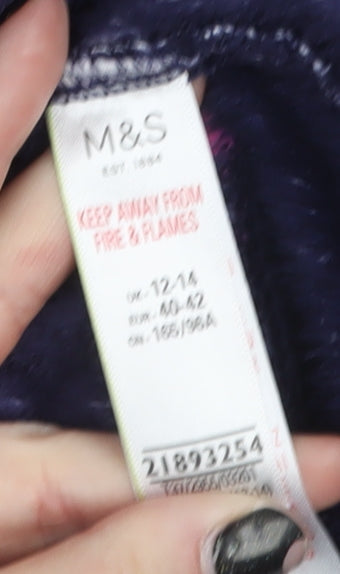 M&S
EST. 1884
KEEP AWAY FROM
FIRE & FLAMES
UK - 12-14
EUR - 40-42
CN - 165/96A
21893254